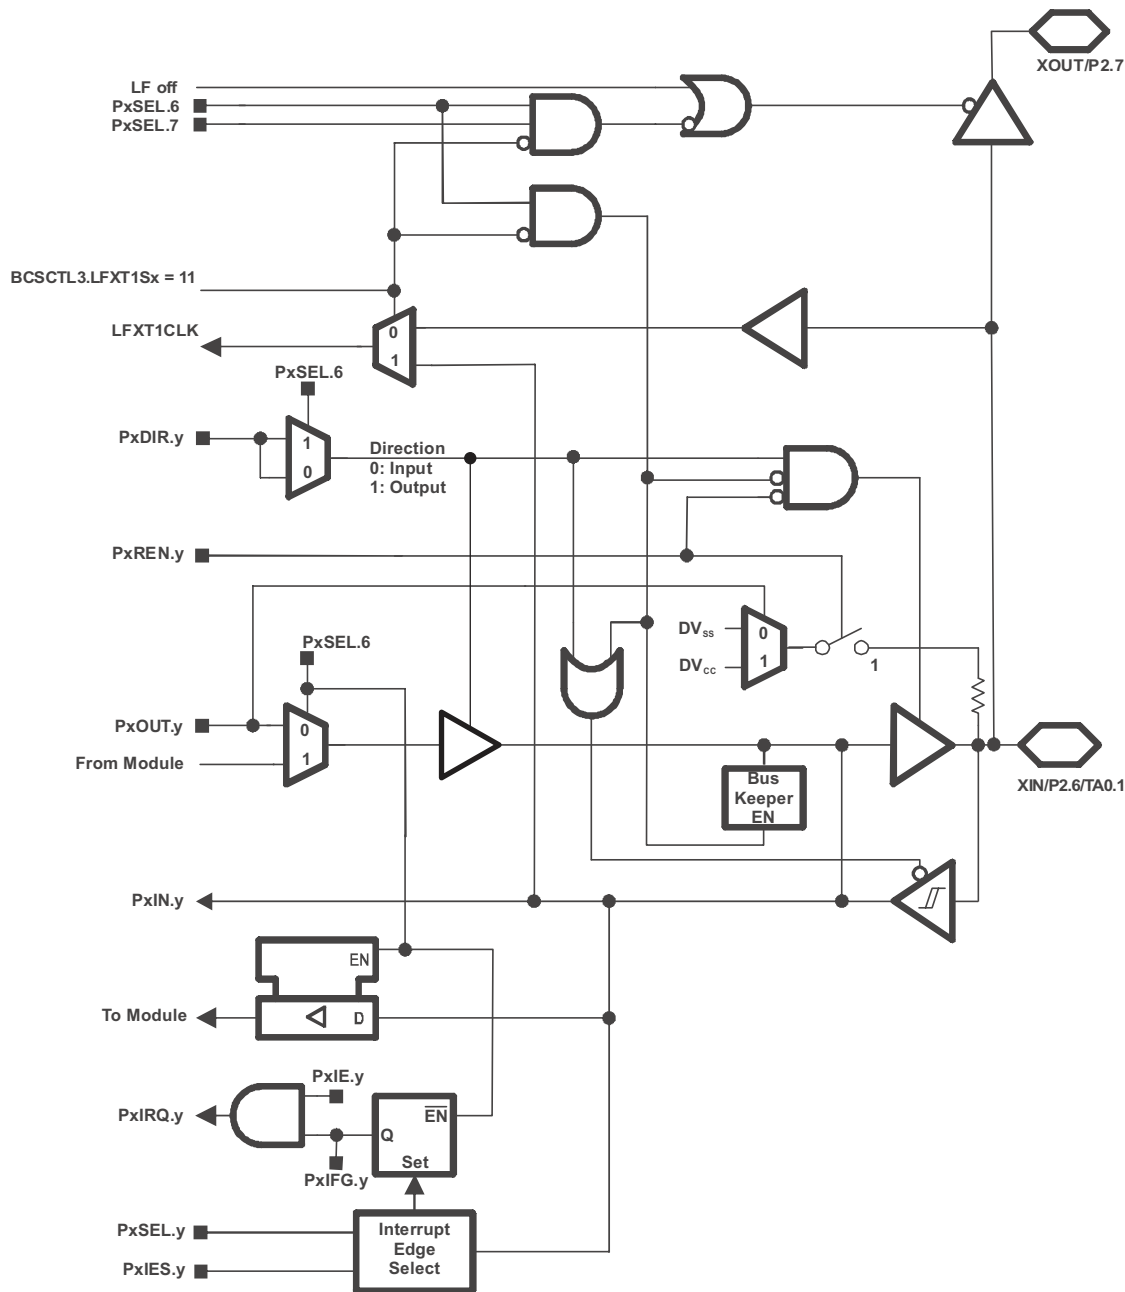 XOUT/P2.7
LF off
PxSEL.6
PxSEL.7
BCSCTL3.LFXT1Sx = 11
LFXT1CLK
0
1
PxSEL.6
PxDIR.y
1
0
Direction
0: Input
1: Output
PxREN.y
DVss
DVcc
0
1
1
PxSEL.6
PxOUT.y
From Module
0
1
Bus
Keeper
EN
XIN/P2.6/TA0.1
PxIN.y
EN
To Module
D
PxIE.y
PxIRQ.y
EN
Q
Set
PxIFG.y
PxSEL.y
PxIES.y
Interrupt
Edge
Select